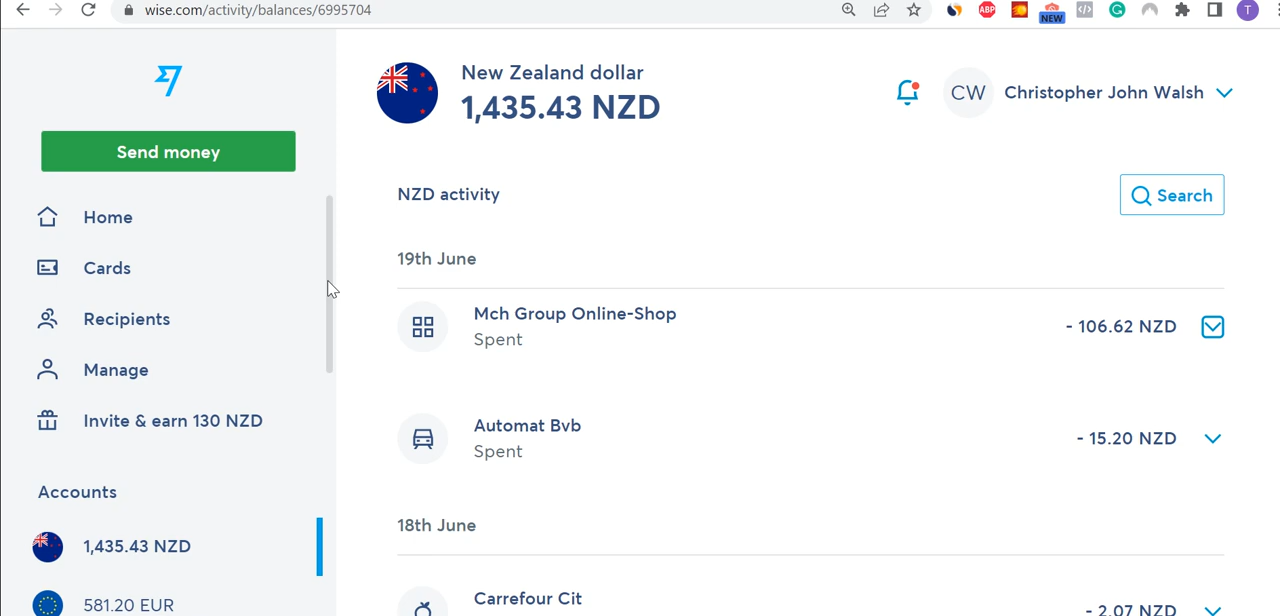 wise.com/activity/balances/6995704
ABP
NEW
T
Send money
Home
Cards
Recipients
Manage
Invite & earn 130 NZD
Accounts
1,435.43 NZD
581.20 EUR
New Zealand dollar
1,435.43 NZD
CW
Christopher John Walsh
NZD activity
Search
19th June
Mch Group Online-Shop
Spent
- 106.62 NZD
Automat Bvb
Spent
- 15.20 NZD
18th June
Carrefour Cit
- 2.07 NZD